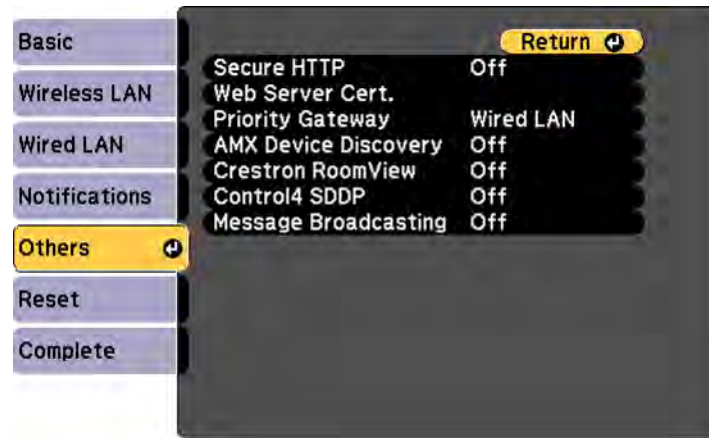 Basic
Wireless LAN
Wired LAN
Notifications
Others
Reset
Complete
Return
Secure HTTP Off
Web Server Cert.
Priority Gateway Wired LAN
AMX Device Discovery Off
Crestron RoomView Off
Control4 SDDP Off
Message Broadcasting Off